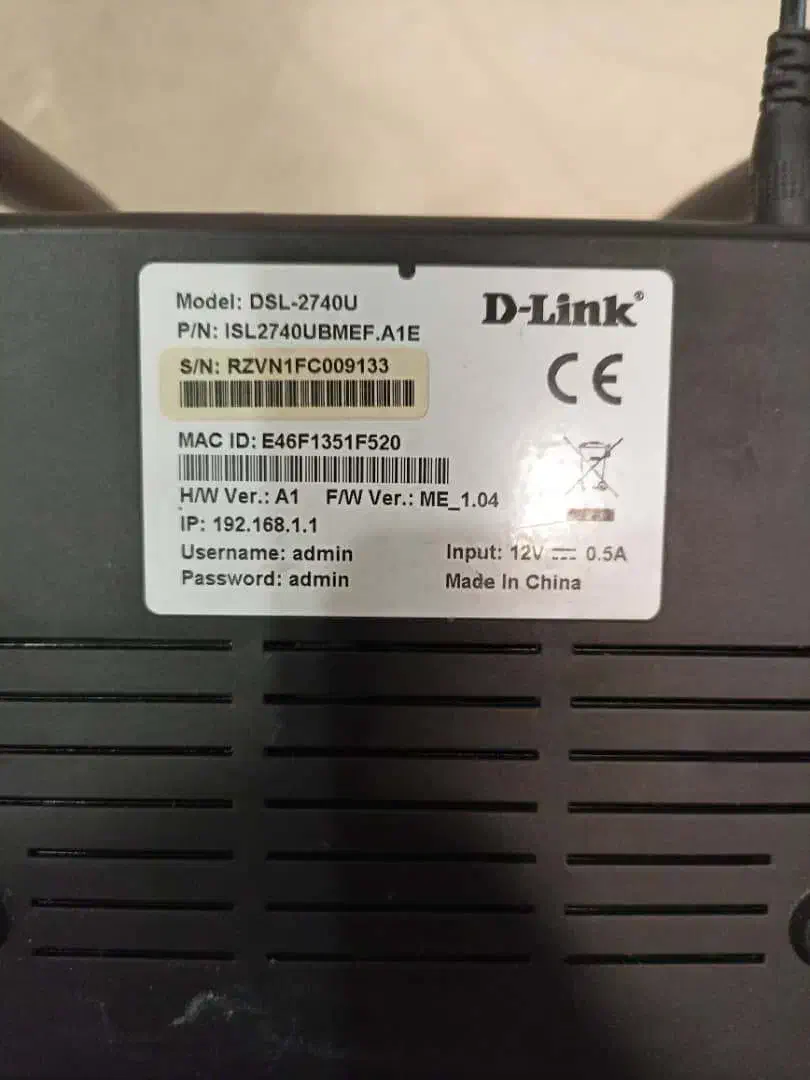 Model: DSL-2740U
D-Link®
P/N: ISL2740UBMEF.A1E
S/N: RZVN1FC009133
CE
MAC ID: E46F1351F520
H/W Ver.: A1 F/W Ver.: ME_1.04
IP: 192.168.1.1
Username: admin
Input: 12V ⎓ 0.5A
Password: admin
Made In China